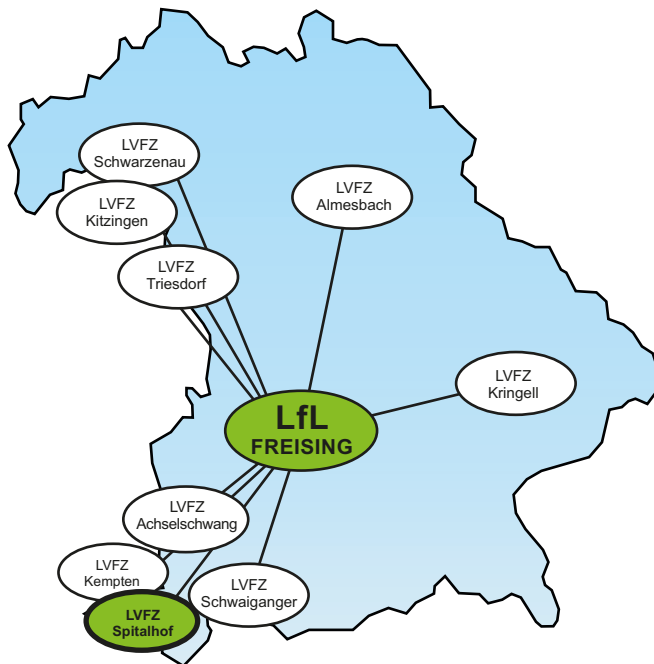 LVFZ
Schwarzenau
LVFZ
Kitzingen
LVFZ
Almesbach
LVFZ
Triesdorf
LVFZ
Kringell
LfL
FREISING
LVFZ
Achselschwang
LVFZ
Kempten
LVFZ
Schwaiganger
LVFZ
Spitalhof